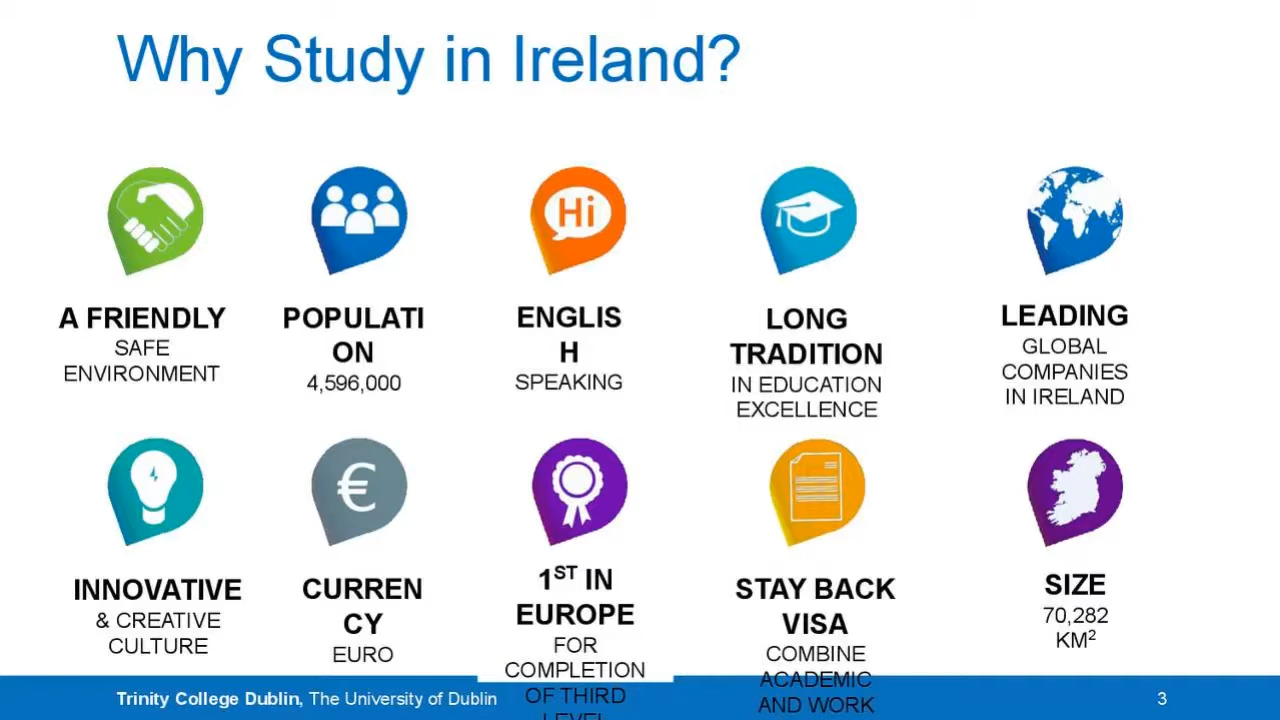 Why Study in Ireland?
Hi
A FRIENDLY
SAFE
ENVIRONMENT
POPULATI
ON
4,596,000
ENGLIS
H
SPEAKING
LONG
TRADITION
IN EDUCATION
EXCELLENCE
LEADING
GLOBAL
COMPANIES
IN IRELAND
€
INNOVATIVE
& CREATIVE
CULTURE
CURREN
CY
EURO
1ST IN
EUROPE
FOR
COMPLETION
OF THIRD
LEVEL
STAY BACK
VISA
COMBINE
ACADEMIC
AND WORK
SIZE
70,282
KM²
Trinity College Dublin, The University of Dublin
3